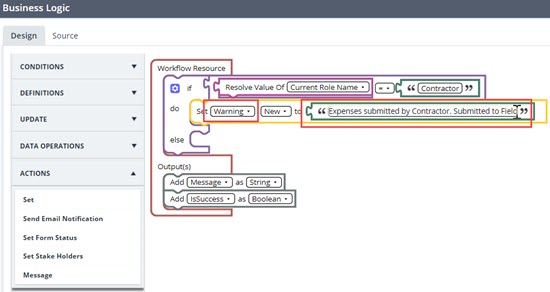 Business Logic
Design Source
CONDITIONS
DEFINITIONS
UPDATE
DATA OPERATIONS
ACTIONS
Set
Send Email Notification
Set Form Status
Set Stake Holders
Message
Workflow Resource
if Resolve Value Of Current Role Name = “ Contractor ”
do Set Warning New to “ Expenses submitted by Contractor. Submitted to Field ”
else
Output(s)
Add Message as String
Add IsSuccess as Boolean